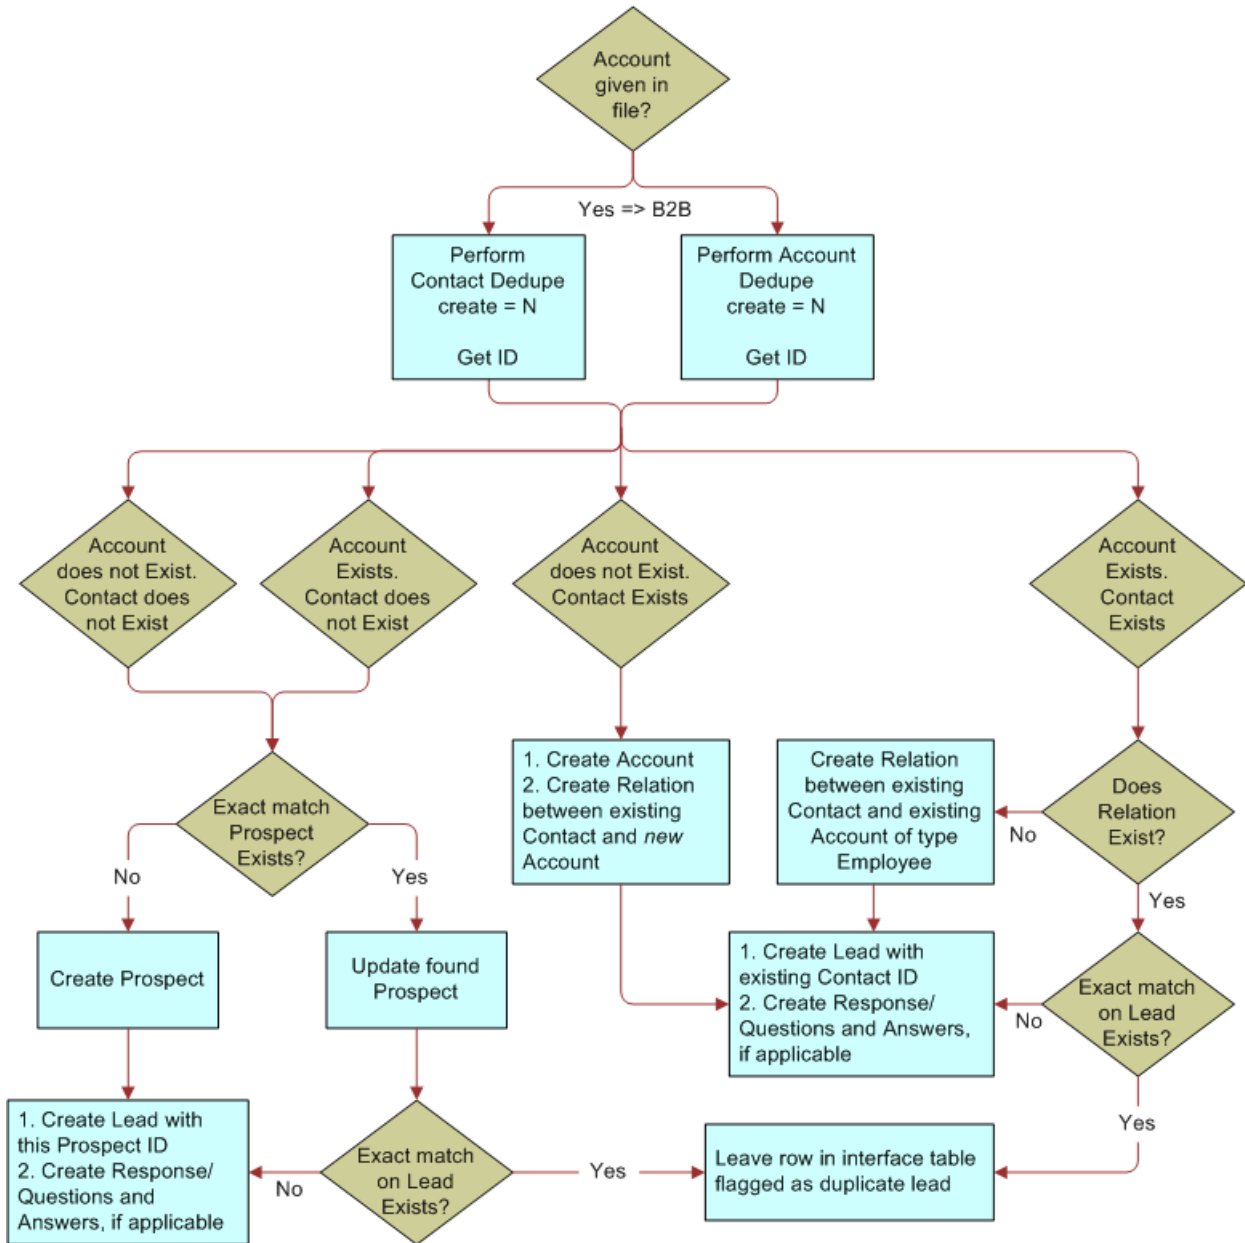 Account
given in
file?
Yes => B2B
Perform
Contact Dedupe
create = N
Get ID
Perform Account
Dedupe
create = N
Get ID
Account
does not Exist.
Contact does
not Exist
Account
Exists.
Contact does
not Exist
Account
does not Exist.
Contact Exists
Account
Exists.
Contact
Exists
Exact match
Prospect
Exists?
1. Create Account
2. Create Relation
between existing
Contact and new
Account
Create Relation
between existing
Contact and existing
Account of type
Employee
Does
Relation
Exist?
No
No
Yes
Yes
Create Prospect
Update found
Prospect
1. Create Lead with
existing Contact ID
2. Create Response/
Questions and Answers,
if applicable
No
Exact match
on Lead
Exists?
1. Create Lead with
this Prospect ID
2. Create Response/
Questions and
Answers, if applicable
No
Exact match
on Lead
Exists?
Yes
Leave row in interface table
flagged as duplicate lead
Yes